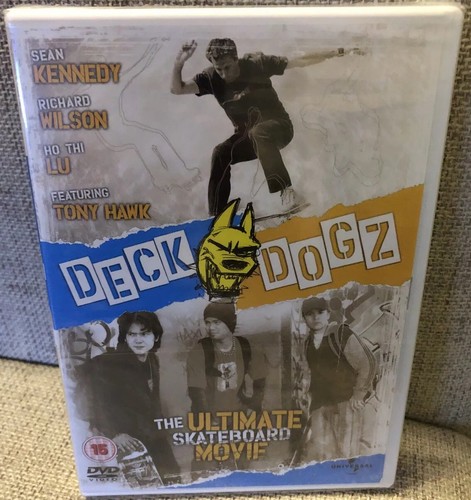 SEAN
KENNEDY
RICHARD
WILSON
HO THI
LU
FEATURING
TONY HAWK
DECK DOGZ
THE ULTIMATE
SKATEBOARD
MOVIE
15
DVD
VIDEO
UNIVERSAL